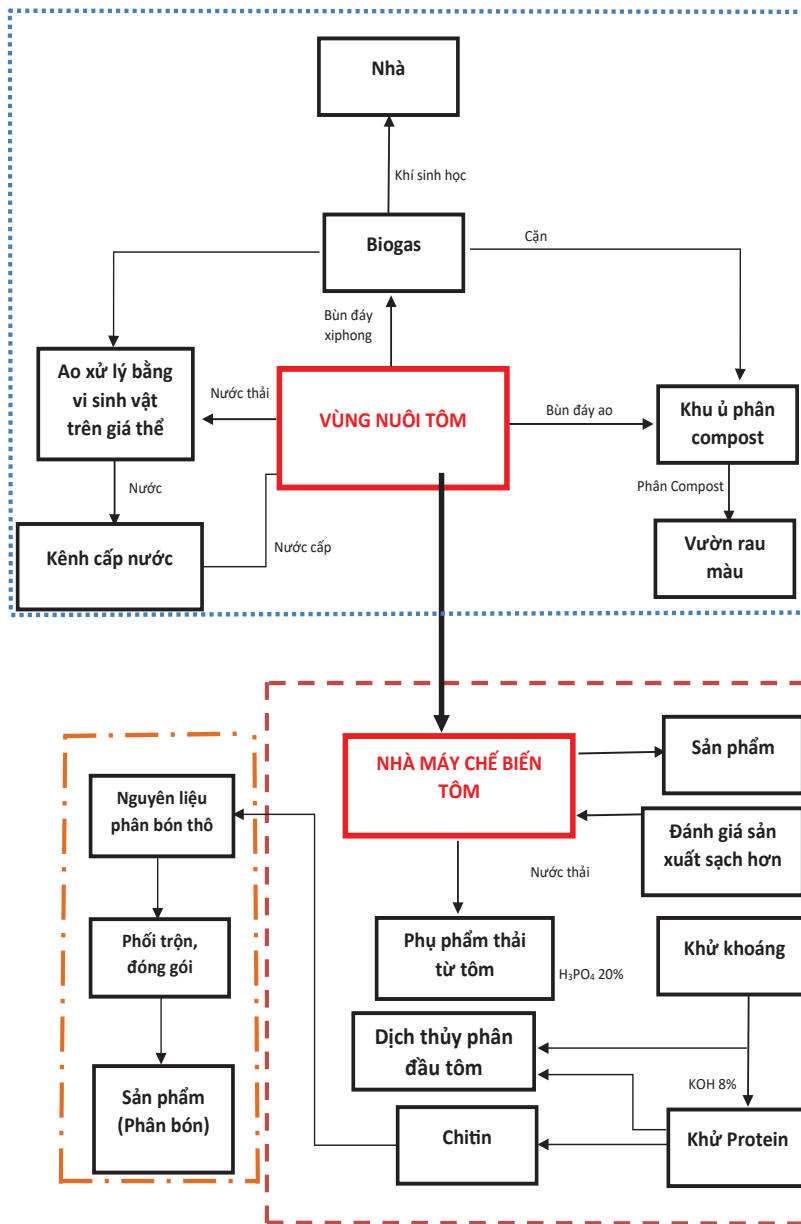 Nhà
Khí sinh học
Biogas
Cặn
Bùn đáy
xiphong
Ao xử lý bằng
vi sinh vật
trên giá thể
Nước thải
VÙNG NUÔI TÔM
Bùn đáy ao
Khu ủ phân
compost
Nước
Phân Compost
Kênh cấp nước
Nước cấp
Vườn rau
màu
NHÀ MÁY CHẾ BIẾN
TÔM
Sản phẩm
Nguyên liệu
phân bón thô
Đánh giá sản
xuất sạch hơn
Nước thải
Phối trộn,
đóng gói
Phụ phẩm thải
từ tôm
H₃PO₄ 20%
Khử khoáng
Dịch thủy phân
đầu tôm
KOH 8%
Sản phẩm
(Phân bón)
Chitin
Khử Protein